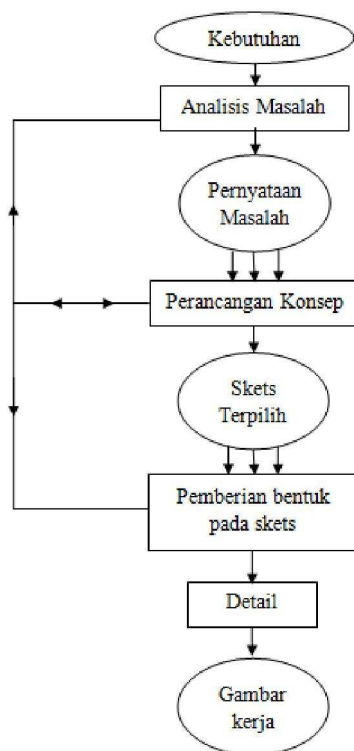 Kebutuhan
Analisis Masalah
Pernyataan
Masalah
Perancangan Konsep
Skets
Terpilih
Pemberian bentuk
pada skets
Detail
Gambar
kerja